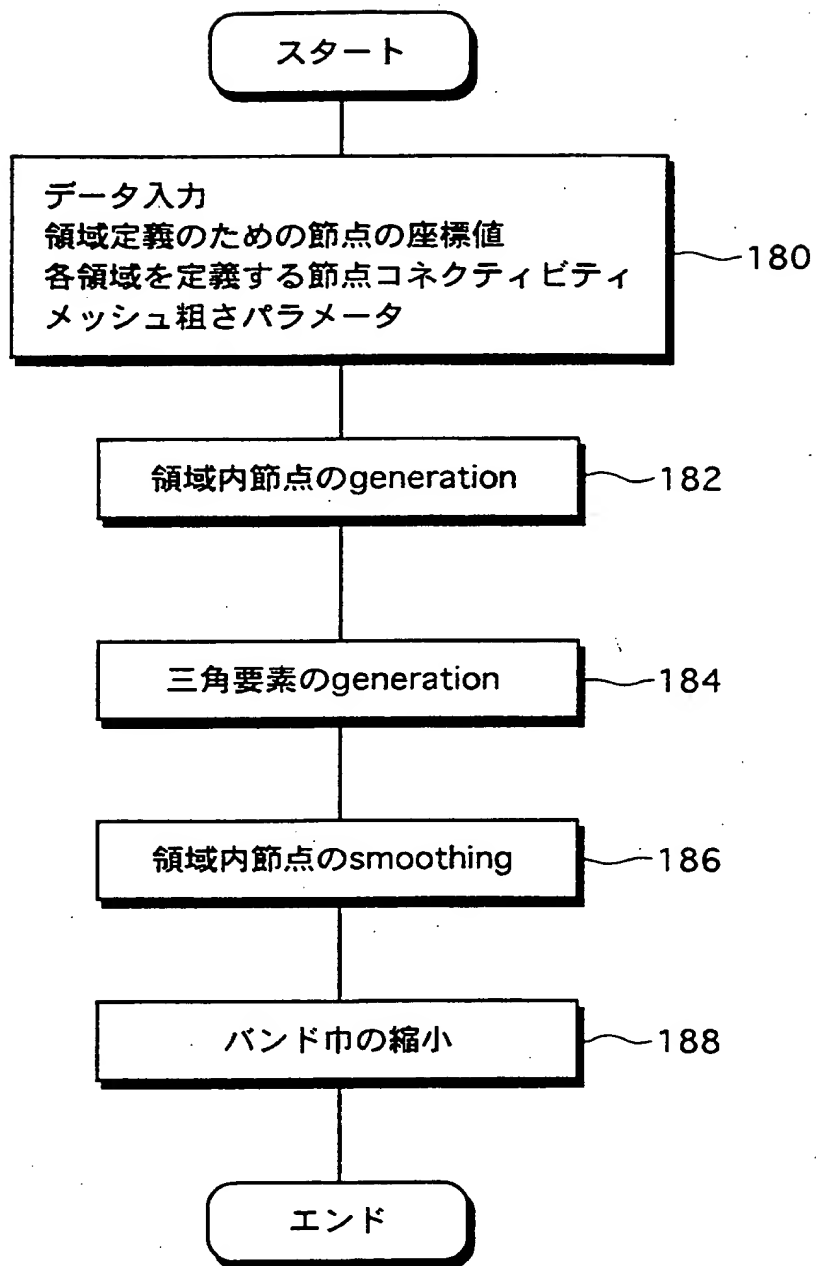 スタート
データ入力
領域定義のための節点の座標値
各領域を定義する節点コネクティビティ
メッシュ粗さパラメータ
180
領域内節点のgeneration
182
三角要素のgeneration
184
領域内節点のsmoothing
186
バンド巾の縮小
188
エンド